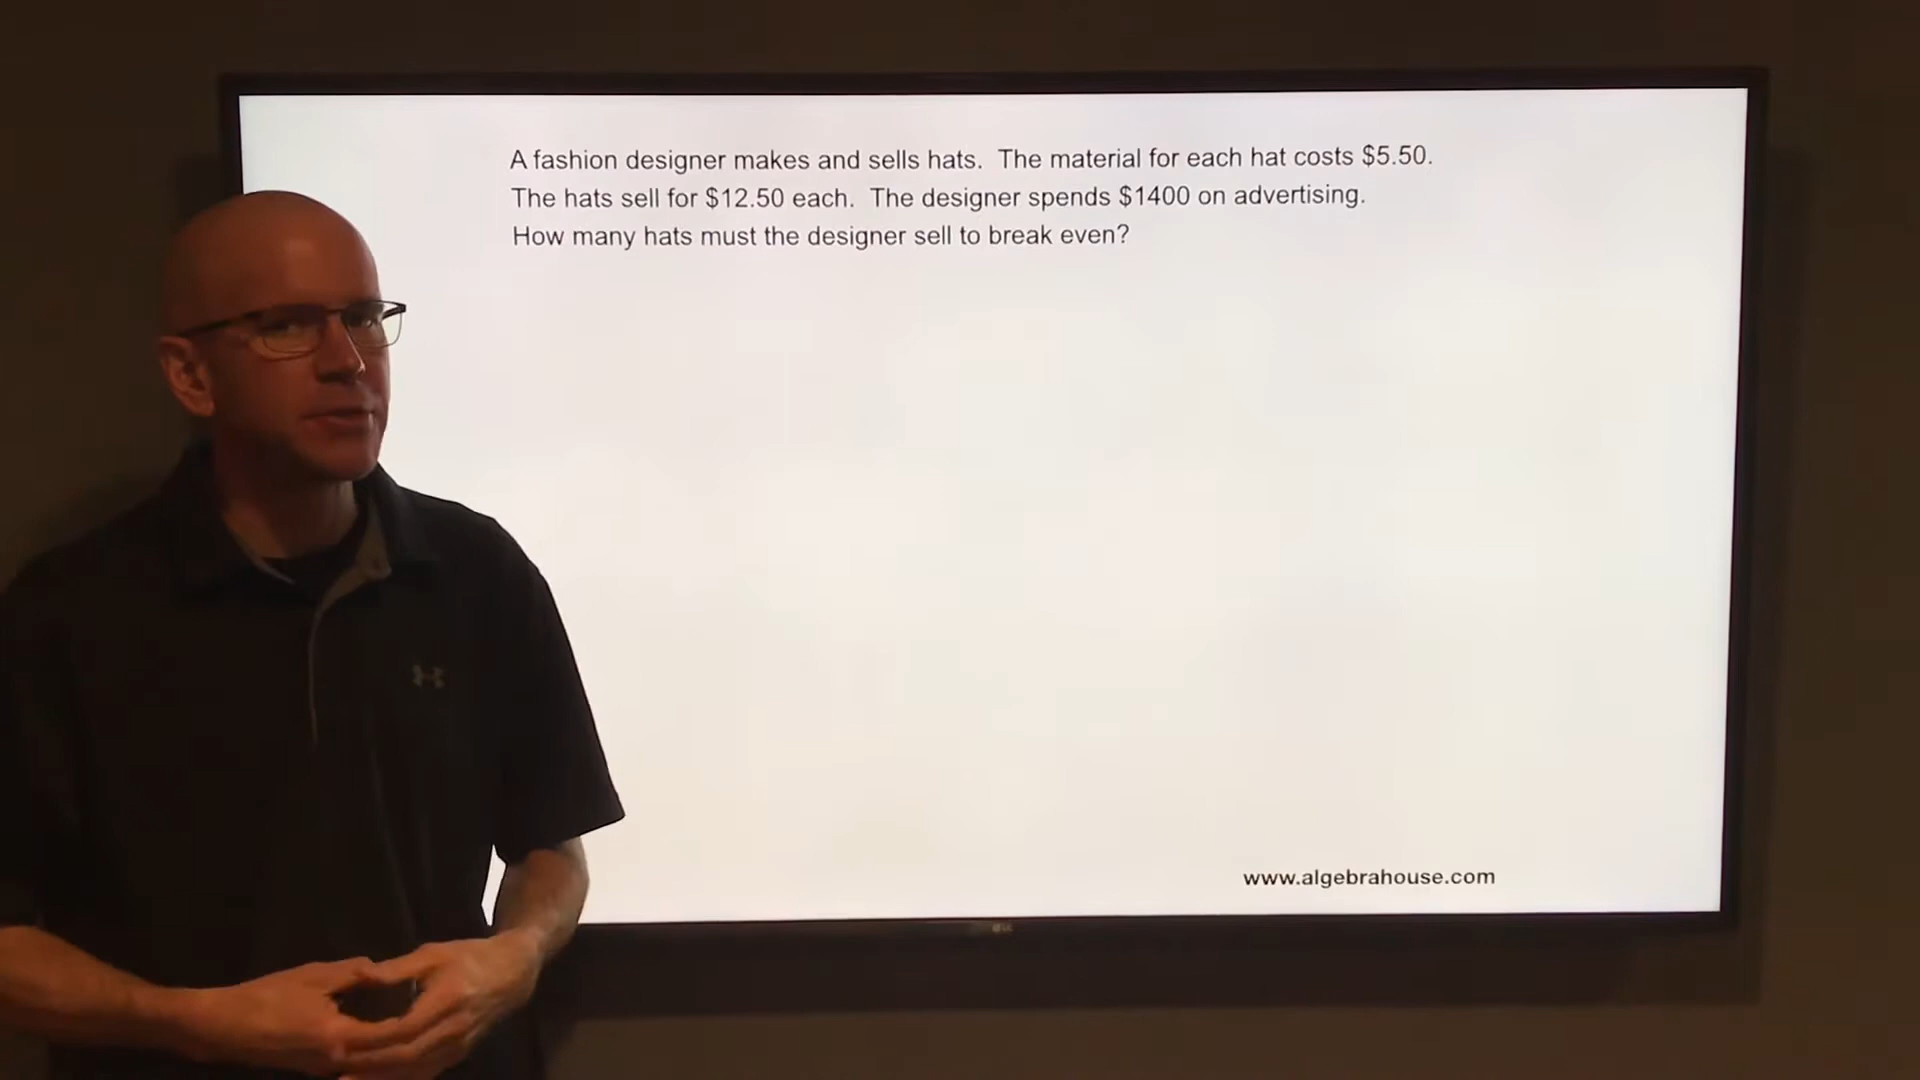 A fashion designer makes and sells hats. The material for each hat costs $5.50.
The hats sell for $12.50 each. The designer spends $1400 on advertising.
How many hats must the designer sell to break even?
www.algebrahouse.com
LG